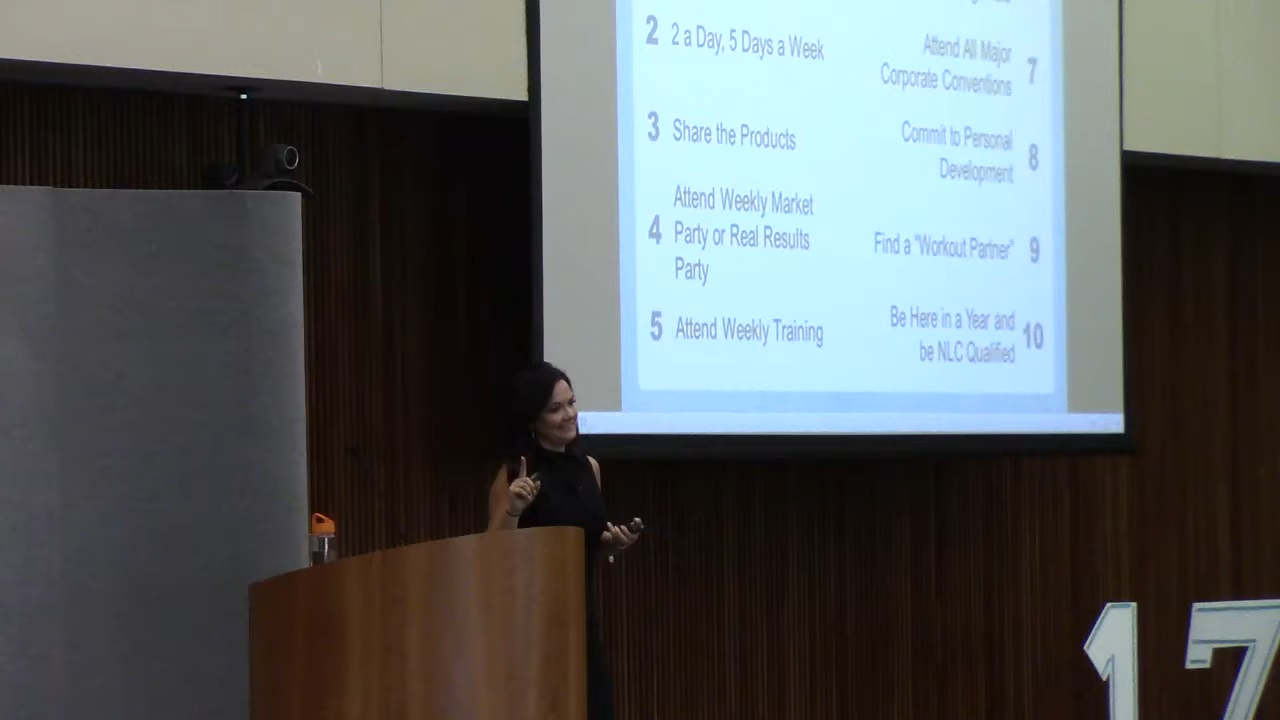 2 2 a Day, 5 Days a Week
3 Share the Products
4 Attend Weekly Market
Party or Real Results
Party
5 Attend Weekly Training
Attend All Major
Corporate Conventions 7
Commit to Personal
Development 8
Find a "Workout Partner" 9
Be Here in a Year and
be NLC Qualified 10
17